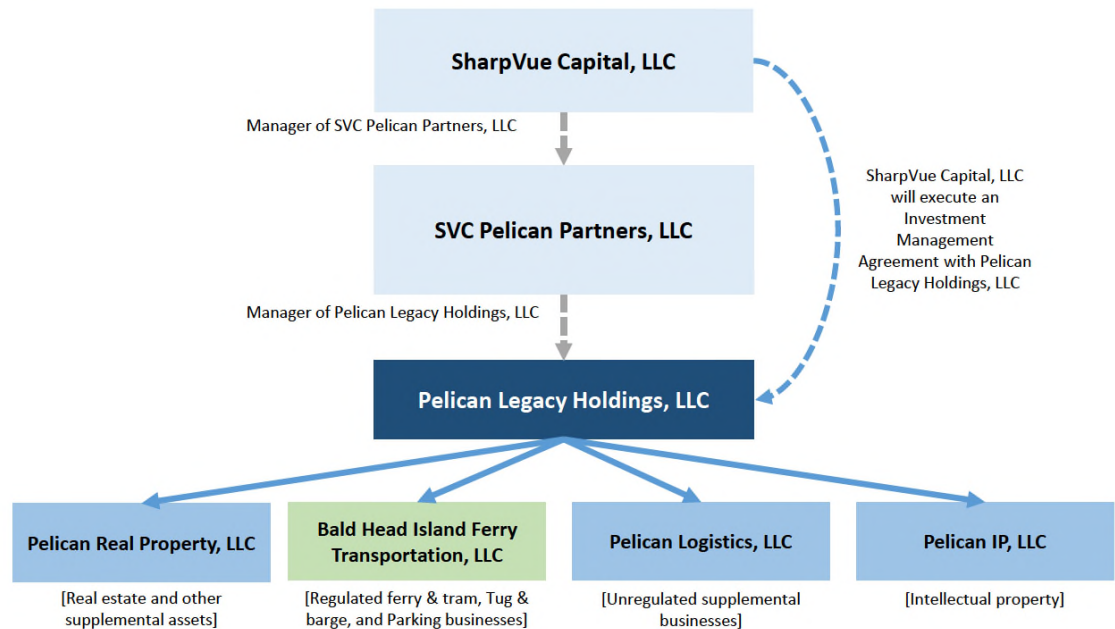 SharpVue Capital, LLC
Manager of SVC Pelican Partners, LLC
SharpVue Capital, LLC
will execute an
Investment
Management
Agreement with Pelican
Legacy Holdings, LLC
SVC Pelican Partners, LLC
Manager of Pelican Legacy Holdings, LLC
Pelican Legacy Holdings, LLC
Pelican Real Property, LLC
[Real estate and other
supplemental assets]
Bald Head Island Ferry
Transportation, LLC
[Regulated ferry & tram, Tug &
barge, and Parking businesses]
Pelican Logistics, LLC
[Unregulated supplemental
businesses]
Pelican IP, LLC
[Intellectual property]